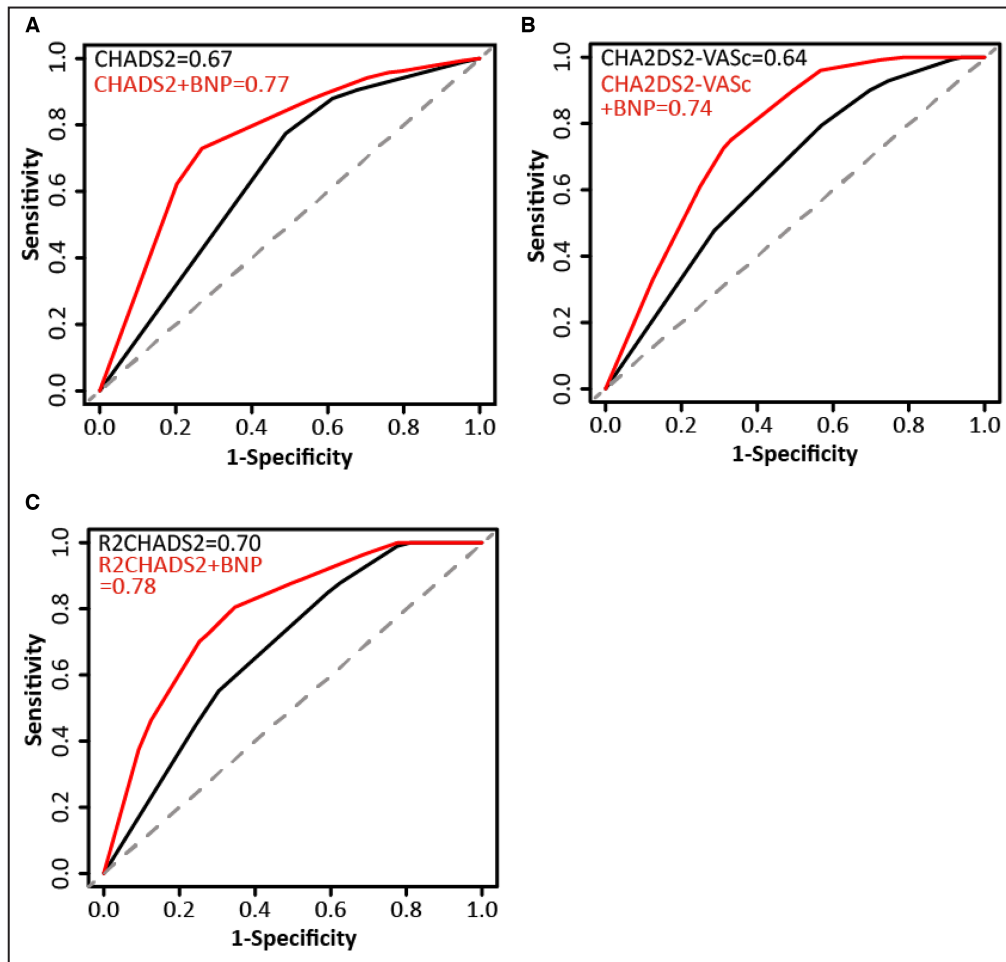 A
CHADS2=0.67
CHADS2+BNP=0.77
Sensitivity
0.0 0.2 0.4 0.6 0.8 1.0
0.0 0.2 0.4 0.6 0.8 1.0
1-Specificity
B
CHA2DS2-VASc=0.64
CHA2DS2-VASc
+BNP=0.74
Sensitivity
0.0 0.2 0.4 0.6 0.8 1.0
0.0 0.2 0.4 0.6 0.8 1.0
1-Specificity
C
R2CHADS2=0.70
R2CHADS2+BNP
=0.78
Sensitivity
0.0 0.2 0.4 0.6 0.8 1.0
0.0 0.2 0.4 0.6 0.8 1.0
1-Specificity